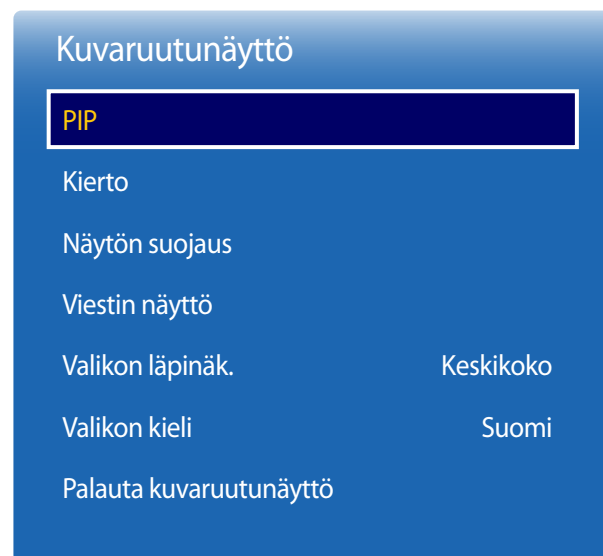 Kuvaruutunäyttö
PIP
Kierto
Näytön suojaus
Viestin näyttö
Valikon läpinäk. Keskikoko
Valikon kieli Suomi
Palauta kuvaruutunäyttö